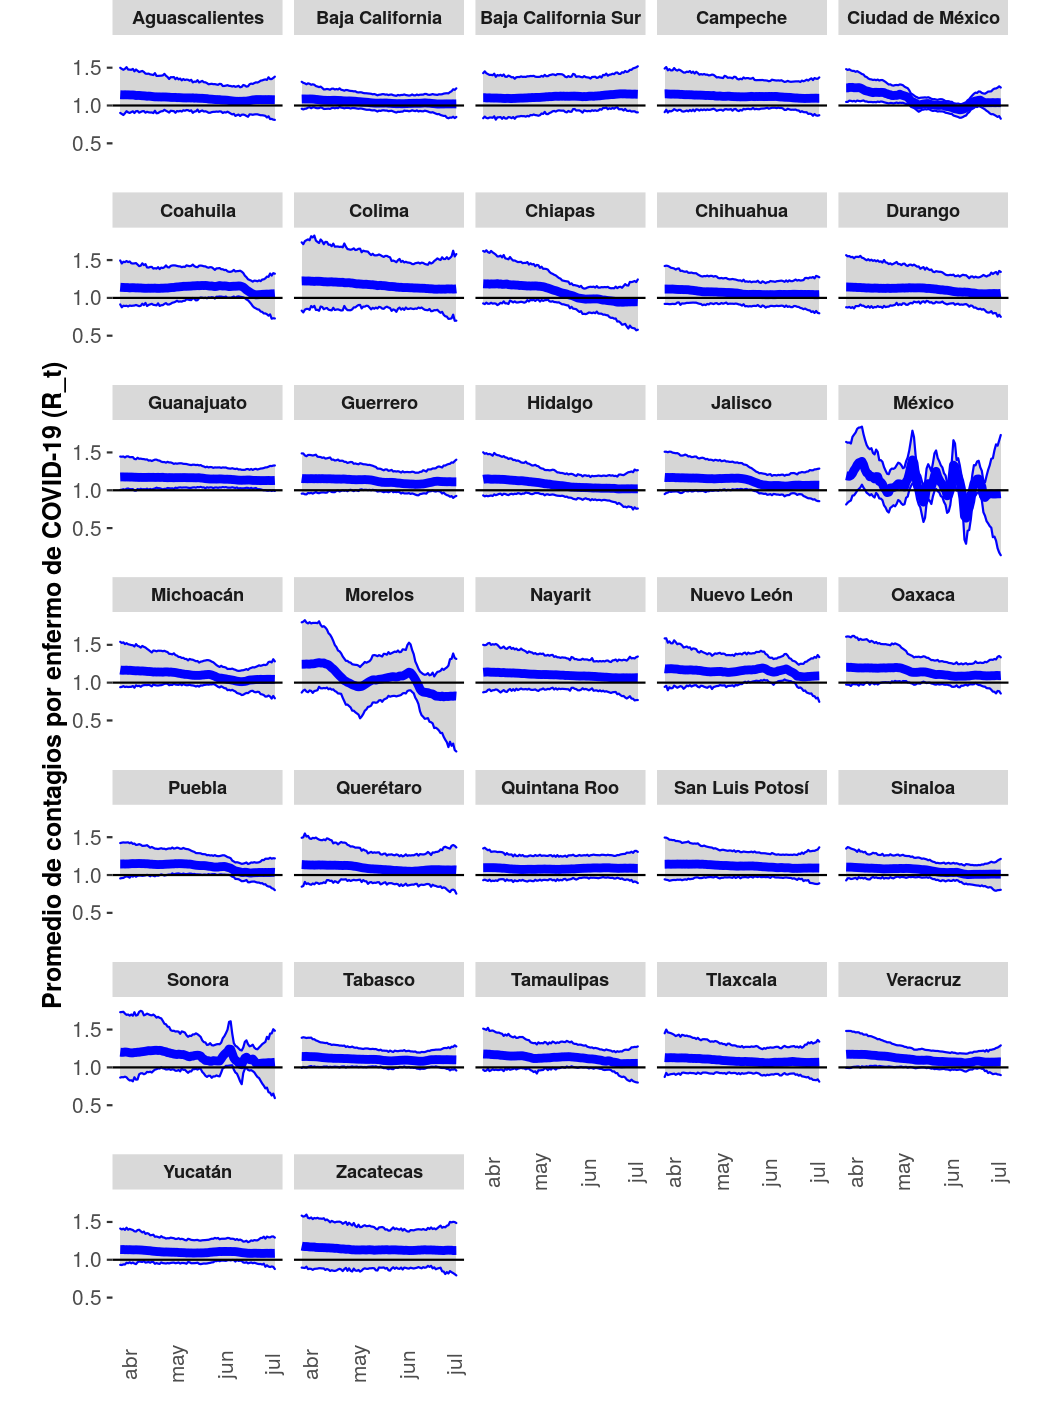 Aguascalientes Baja California Baja California Sur Campeche Ciudad de México
1.5
1.0
0.5
Coahuila Colima Chiapas Chihuahua Durango
1.5
1.0
0.5
Guanajuato Guerrero Hidalgo Jalisco México
1.5
1.0
0.5
Michoacán Morelos Nayarit Nuevo León Oaxaca
1.5
1.0
0.5
Puebla Querétaro Quintana Roo San Luis Potosí Sinaloa
1.5
1.0
0.5
Sonora Tabasco Tamaulipas Tlaxcala Veracruz
1.5
1.0
0.5
abr may jun jul abr may jun jul abr may jun jul
Yucatán Zacatecas
1.5
1.0
0.5
abr may jun jul abr may jun jul
Promedio de contagios por enfermo de COVID-19 (R_t)